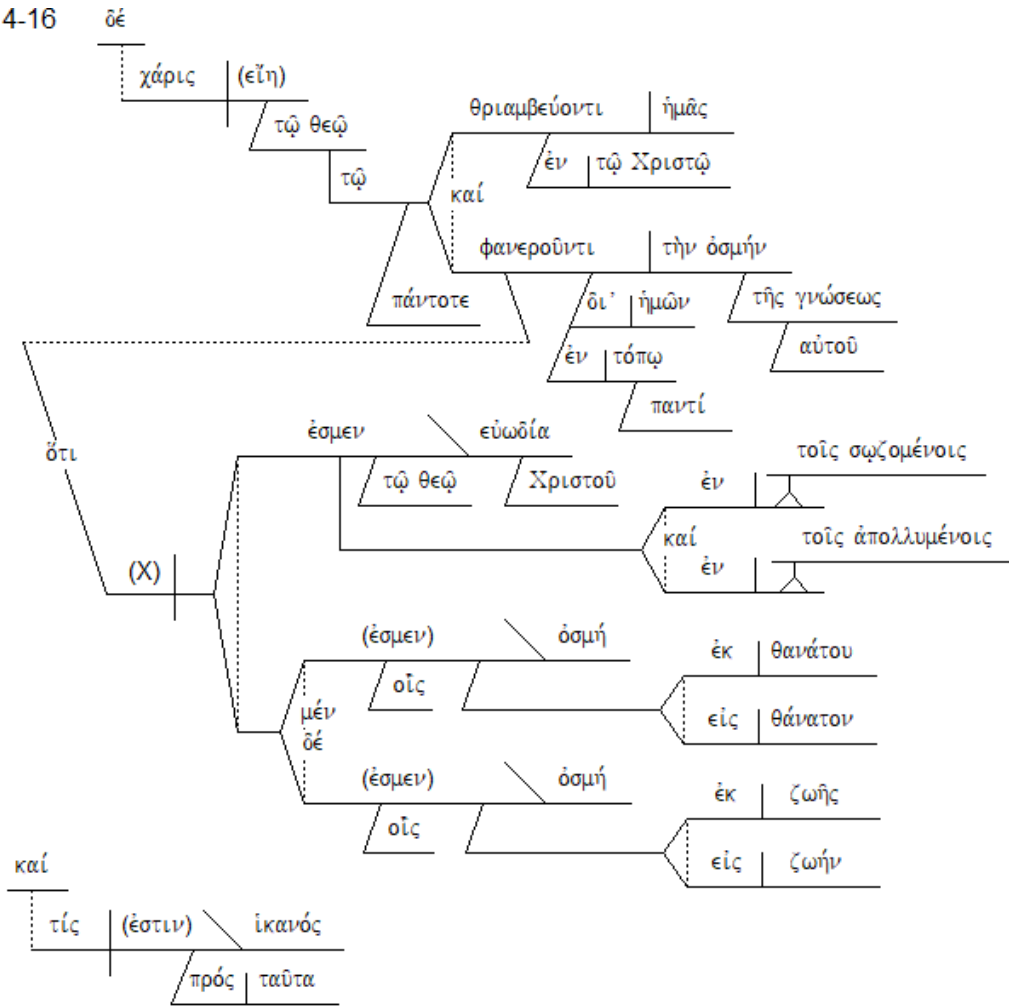 4-16 δέ
χάρις (εἴη)
θριαμβεύοντι ἡμᾶς
τῷ θεῷ
ἐν τῷ Χριστῷ
τῷ
καί
φανεροῦντι τὴν ὀσμήν
πάντοτε δι' ἡμῶν τῆς γνώσεως
ἐν τόπῳ αὐτοῦ
παντί
ὅτι ἐσμεν εὐωδία
τοῖς σῳζομένοις
τῷ θεῷ Χριστοῦ ἐν
καί τοῖς ἀπολλυμένοις
(X) ἐν
(ἐσμεν) ὀσμή
ἐκ θανάτου
οἷς
μέν
εἰς θάνατον
δέ
(ἐσμεν) ὀσμή
ἐκ ζωῆς
οἷς
εἰς ζωήν
καί
τίς (ἐστιν) ἱκανός
πρός ταῦτα